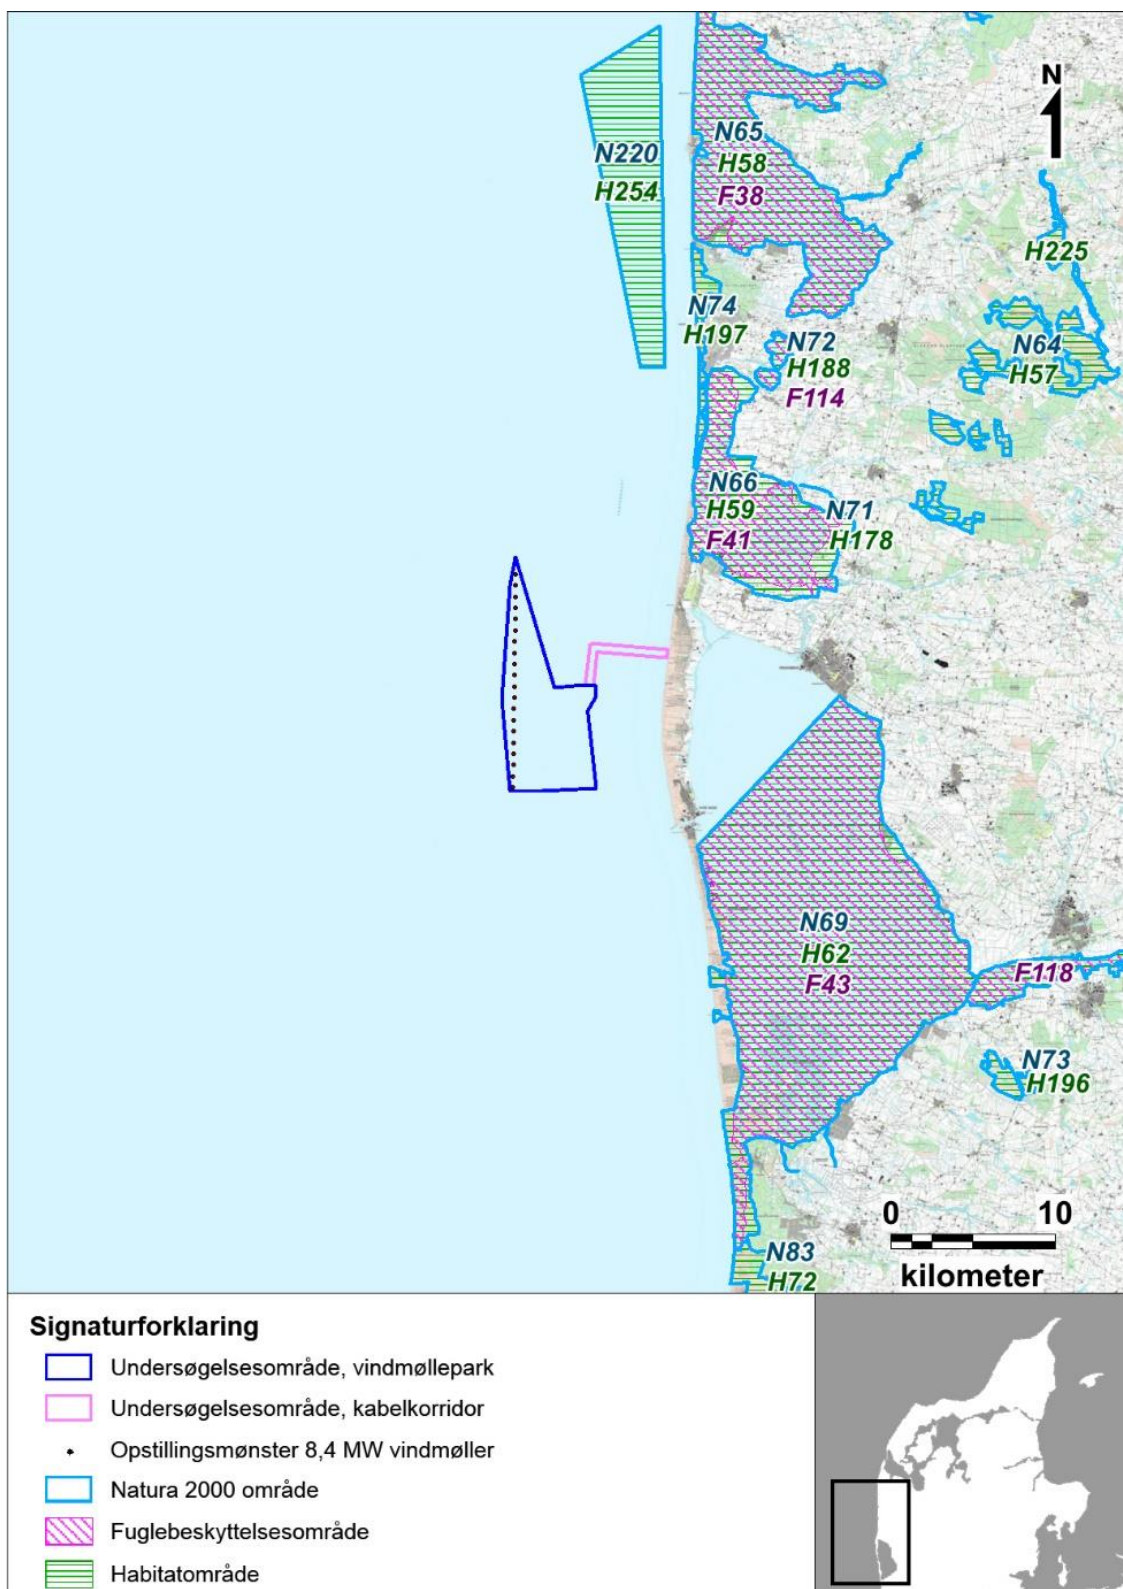 N
N65
H58
F38
N220
H254
H225
N74
H197
N72
H188
F114
N64
H57
N66
H59
F41
N71
H178
N69
H62
F43
F118
N73
H196
0 10
kilometer
N83
H72
Signaturforklaring
Undersøgelsesområde, vindmøllepark
Undersøgelsesområde, kabelkorridor
Opstillingsmønster 8,4 MW vindmøller
Natura 2000 område
Fuglebeskyttelsesområde
Habitatområde